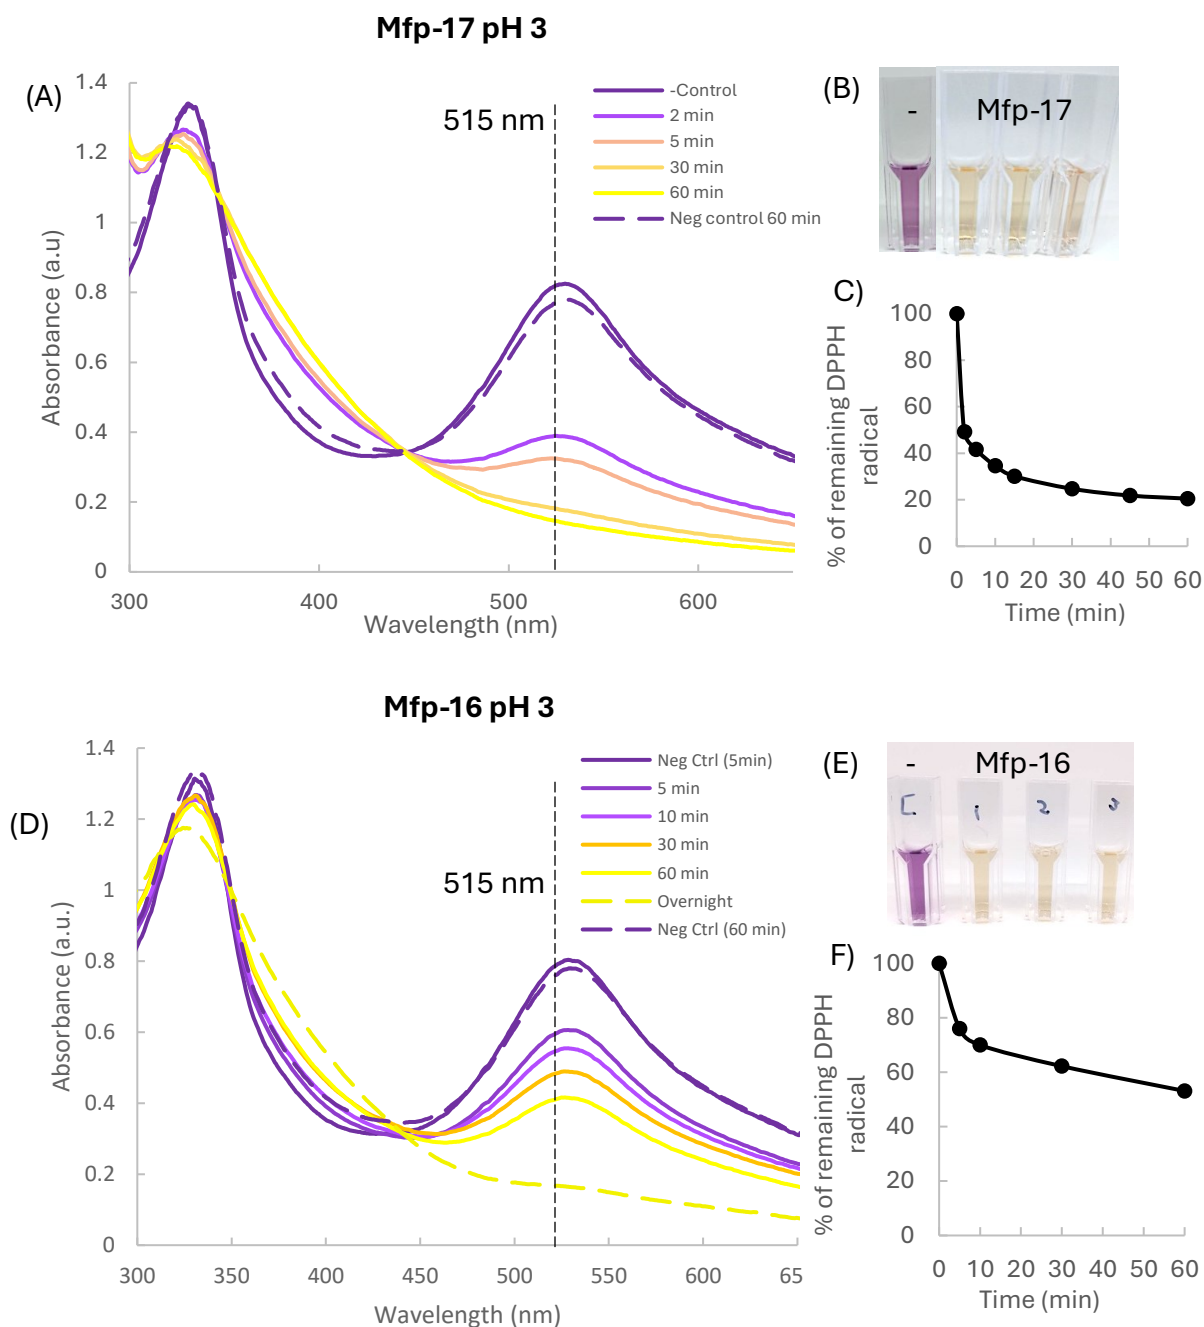 Mfp-17 pH 3
(A)
1.4
1.2
1
0.8
0.6
0.4
0.2
0
300
400
500
600
Absorbance (a.u)
Wavelength (nm)
515 nm
-Control
2 min
5 min
30 min
60 min
Neg control 60 min
(B)
- Mfp-17
C)
100
80
60
40
20
0
0 10 20 30 40 50 60
% of remaining DPPH
radical
Time (min)
Mfp-16 pH 3
(D)
1.4
1.2
1
0.8
0.6
0.4
0.2
0
300
350
400
450
500
550
600
65
Absorbance (a.u.)
Wavelength (nm)
515 nm
Neg Ctrl (5min)
5 min
10 min
30 min
60 min
Overnight
Neg Ctrl (60 min)
(E)
- Mfp-16
C 1 2 3
F)
100
80
60
40
20
0
0 10 20 30 40 50 60
% of remaining DPPH
radical
Time (min)